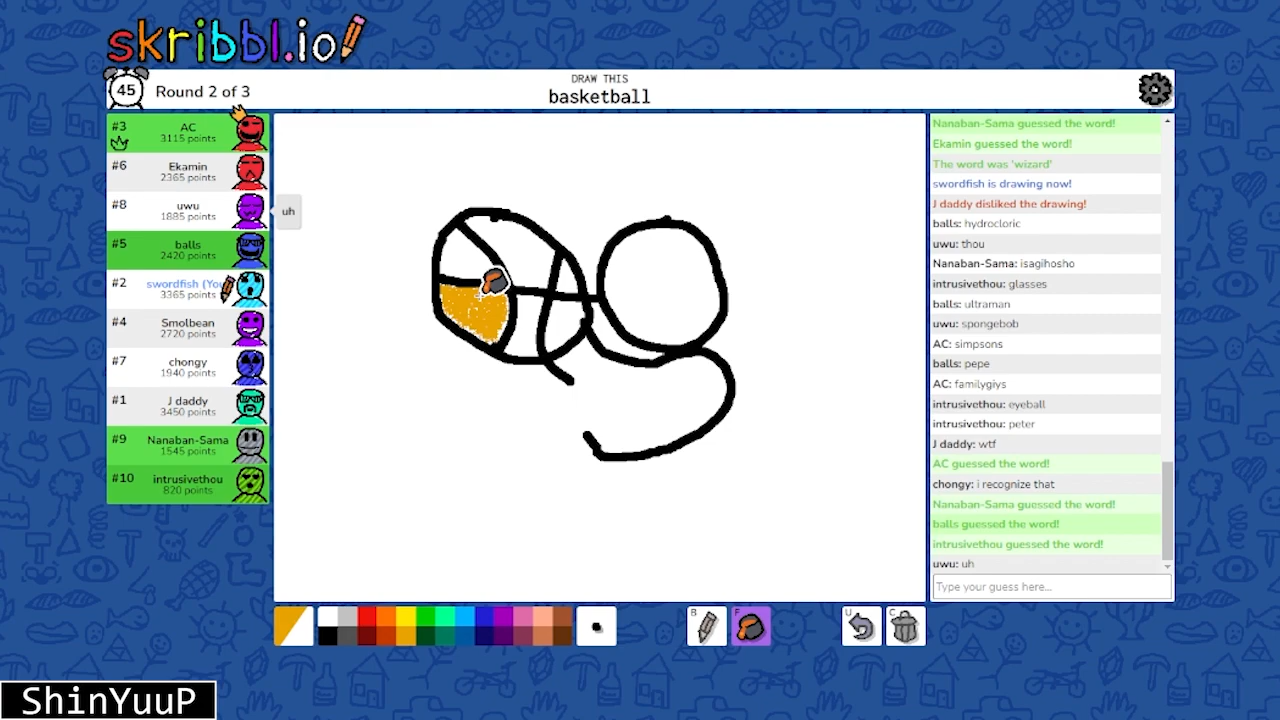 skribbl.io
45
Round 2 of 3
DRAW THIS
basketball
#3
AC
3115 points
#6
Ekamin
2365 points
#8
uwu
1885 points
uh
#5
balls
2420 points
#2
swordfish (You
3365 points
#4
Smolbean
2720 points
#7
chongy
1940 points
#1
J daddy
3450 points
#9
Nanaban-Sama
1545 points
#10
intrusivethou
820 points
Nanaban-Sama guessed the word!
Ekamin guessed the word!
The word was 'wizard'
swordfish is drawing now!
J daddy disliked the drawing!
balls: hydrocloric
uwu: thou
Nanaban-Sama: isagihosho
intrusivethou: glasses
balls: ultraman
uwu: spongebob
AC: simpsons
balls: pepe
AC: familygiys
intrusivethou: eyeball
intrusivethou: peter
J daddy: wtf
AC guessed the word!
chongy: i recognize that
Nanaban-Sama guessed the word!
balls guessed the word!
intrusivethou guessed the word!
uwu: uh
Type your guess here...
B
F
U
C
ShinYuuP